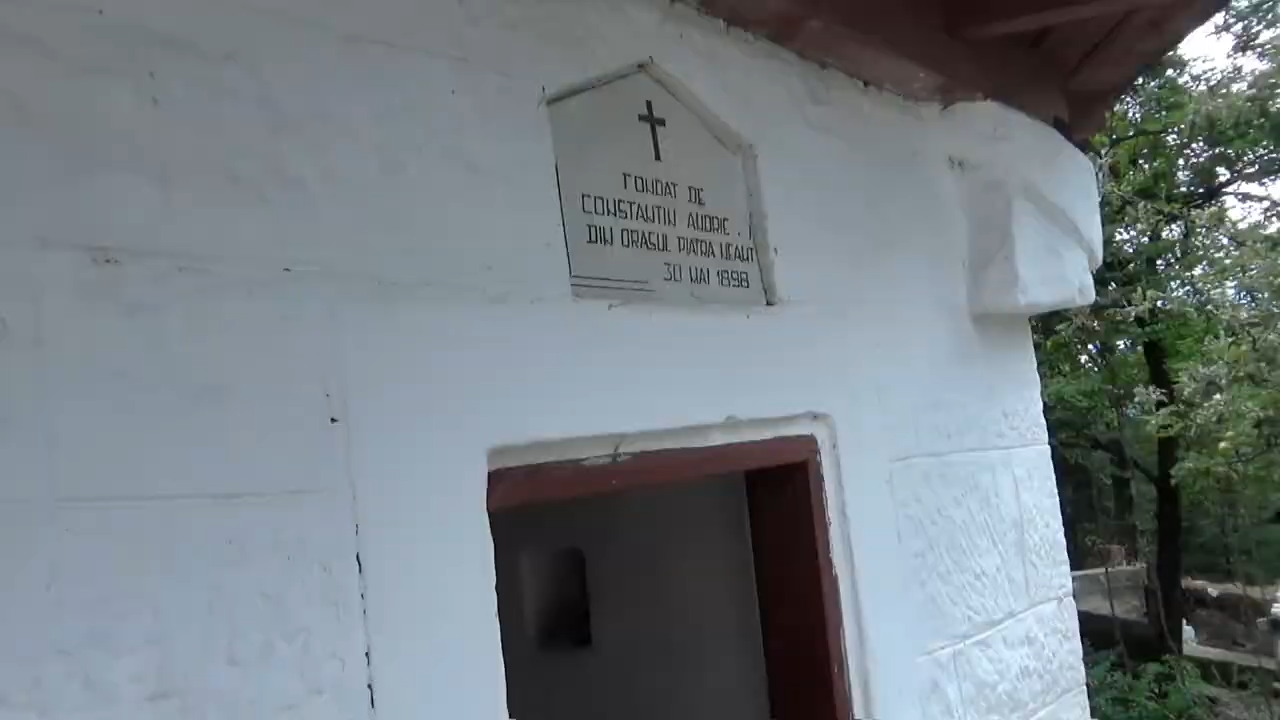 FONDAT DE
CONSTANTIN ANDRIE.
DIN ORASUL PIATRA NEAMT
30 MAI 1898